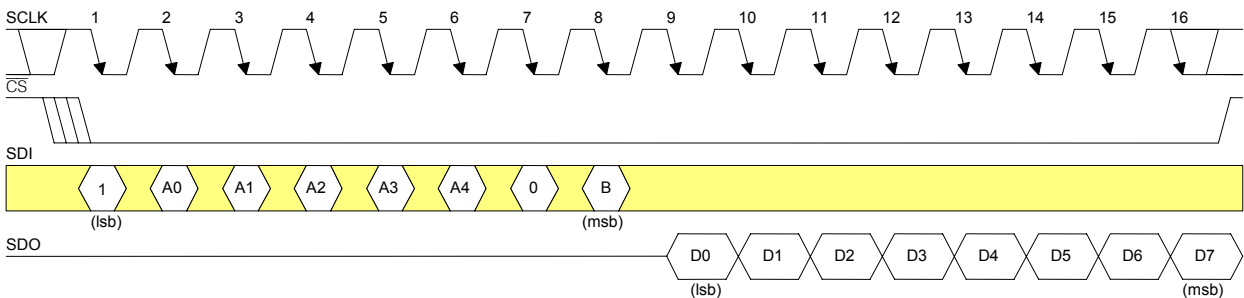 SCLK 1 2 3 4 5 6 7 8 9 10 11 12 13 14 15 16
CS
SDI
1 A0 A1 A2 A3 A4 0 B
(lsb) (msb)
SDO
D0 D1 D2 D3 D4 D5 D6 D7
(lsb) (msb)